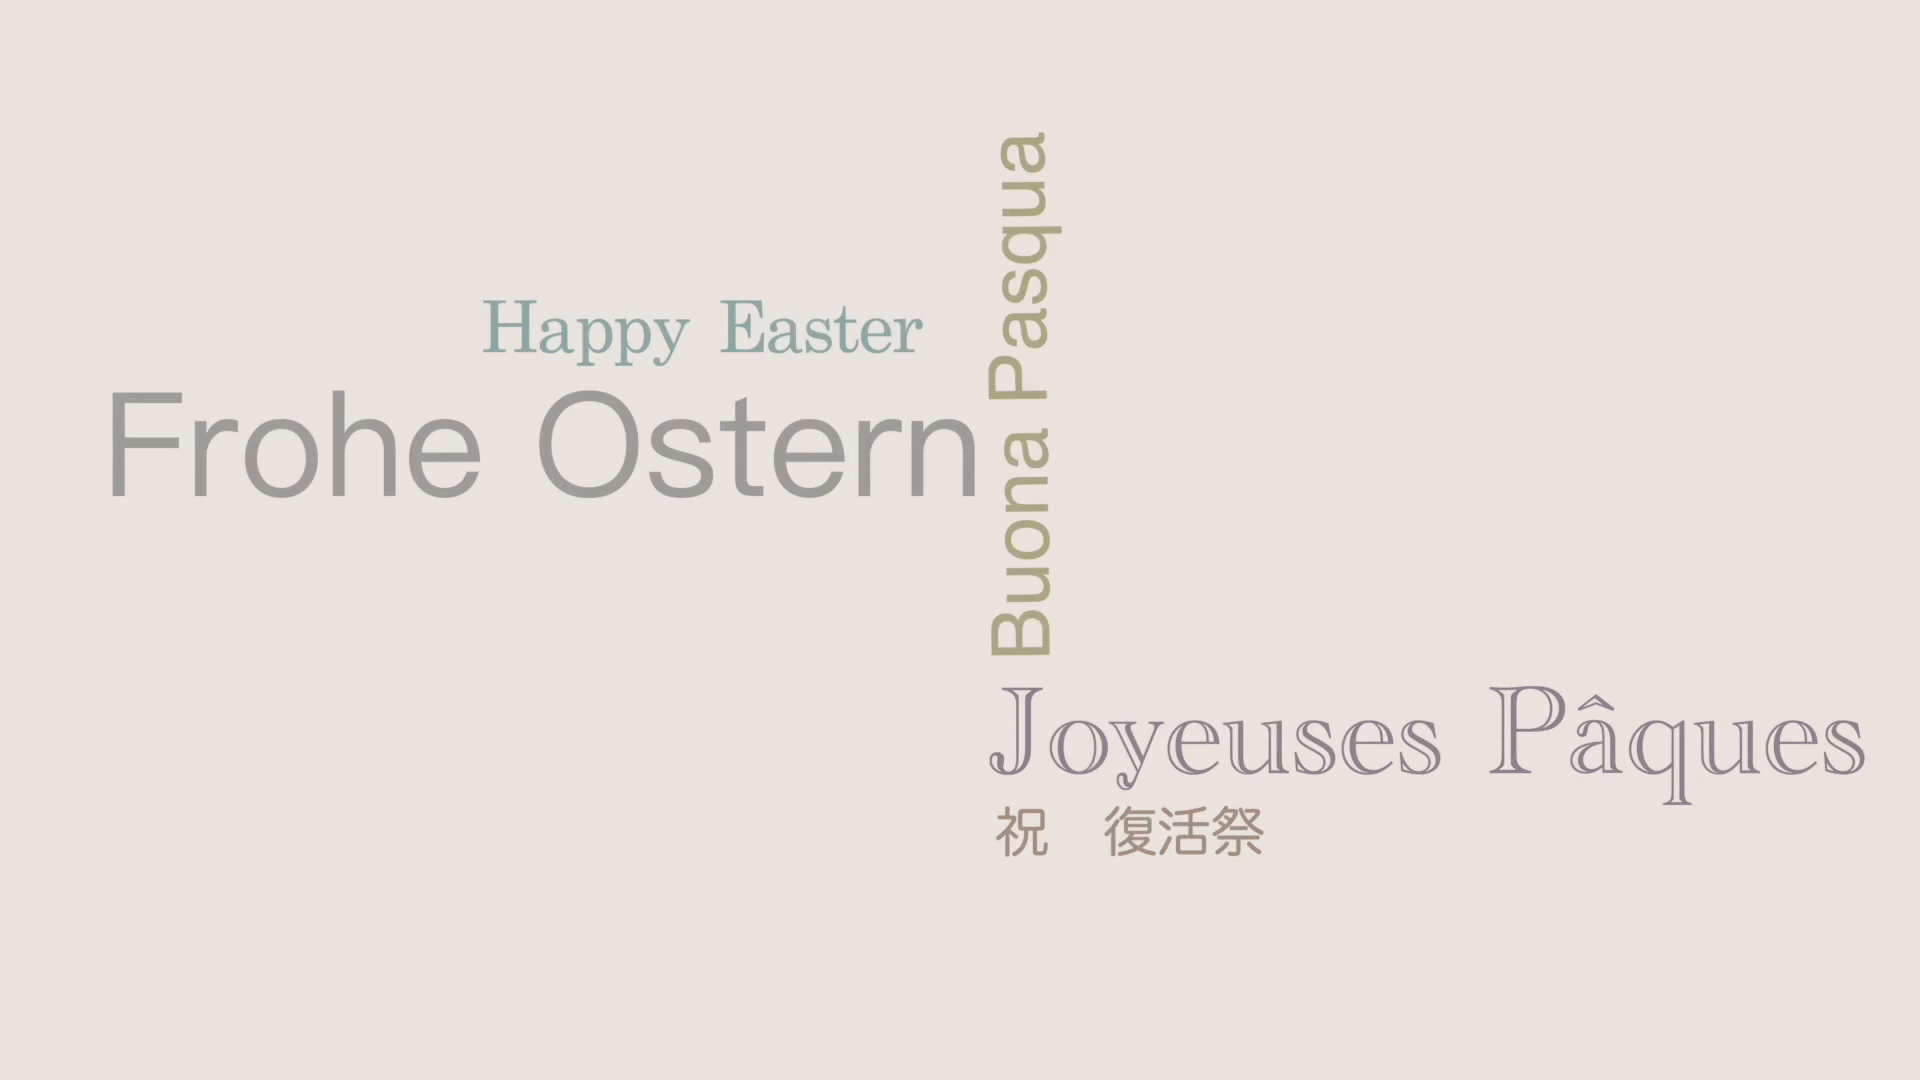 Happy Easter
Frohe Ostern
Buona Pasqua
Joyeuses Pâques
祝　復活祭